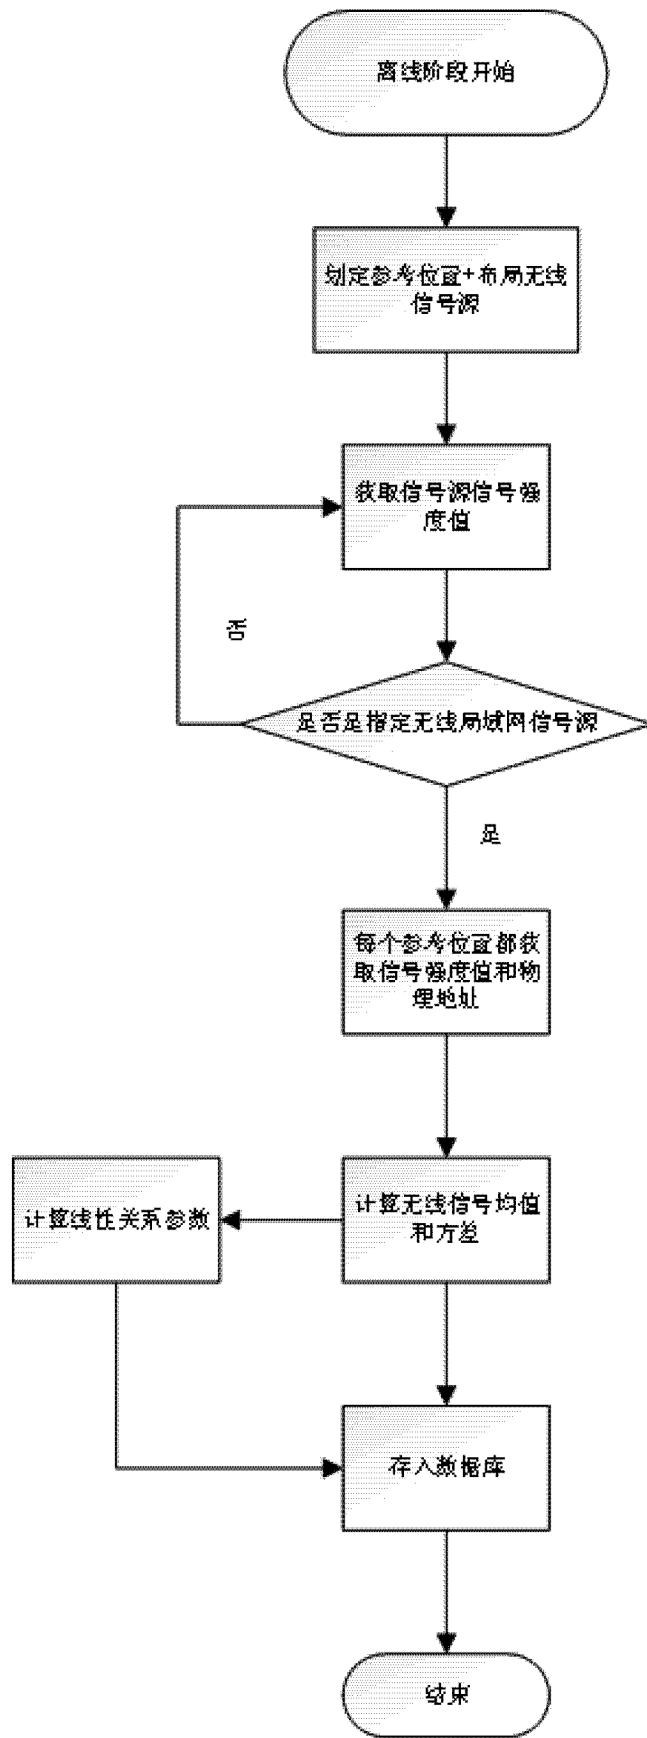 离线阶段开始
划定参考位置+布局无线
信号源
获取信号源信号强
度值
否
是否是指定无线局域网信号源
是
每个参考位置都获
取信号强度值和物
理地址
计算线性关系参数
计算无线信号均值
和方差
存入数据库
结束